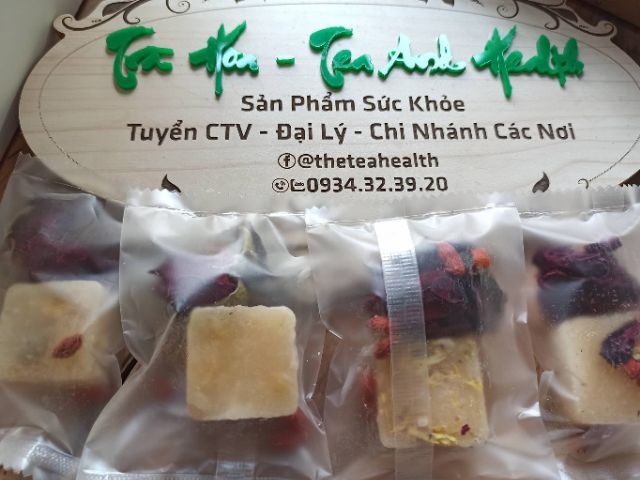 Trà Hoa - Tea Anh Health
Sản Phẩm Sức Khỏe
Tuyển CTV - Đại Lý - Chi Nhánh Các Nơi
@theteahealth
0934.32.39.20